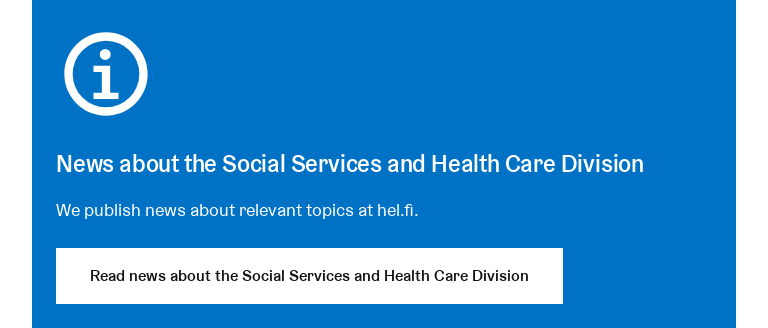 News about the Social Services and Health Care Division
We publish news about relevant topics at hel.fi.
Read news about the Social Services and Health Care Division